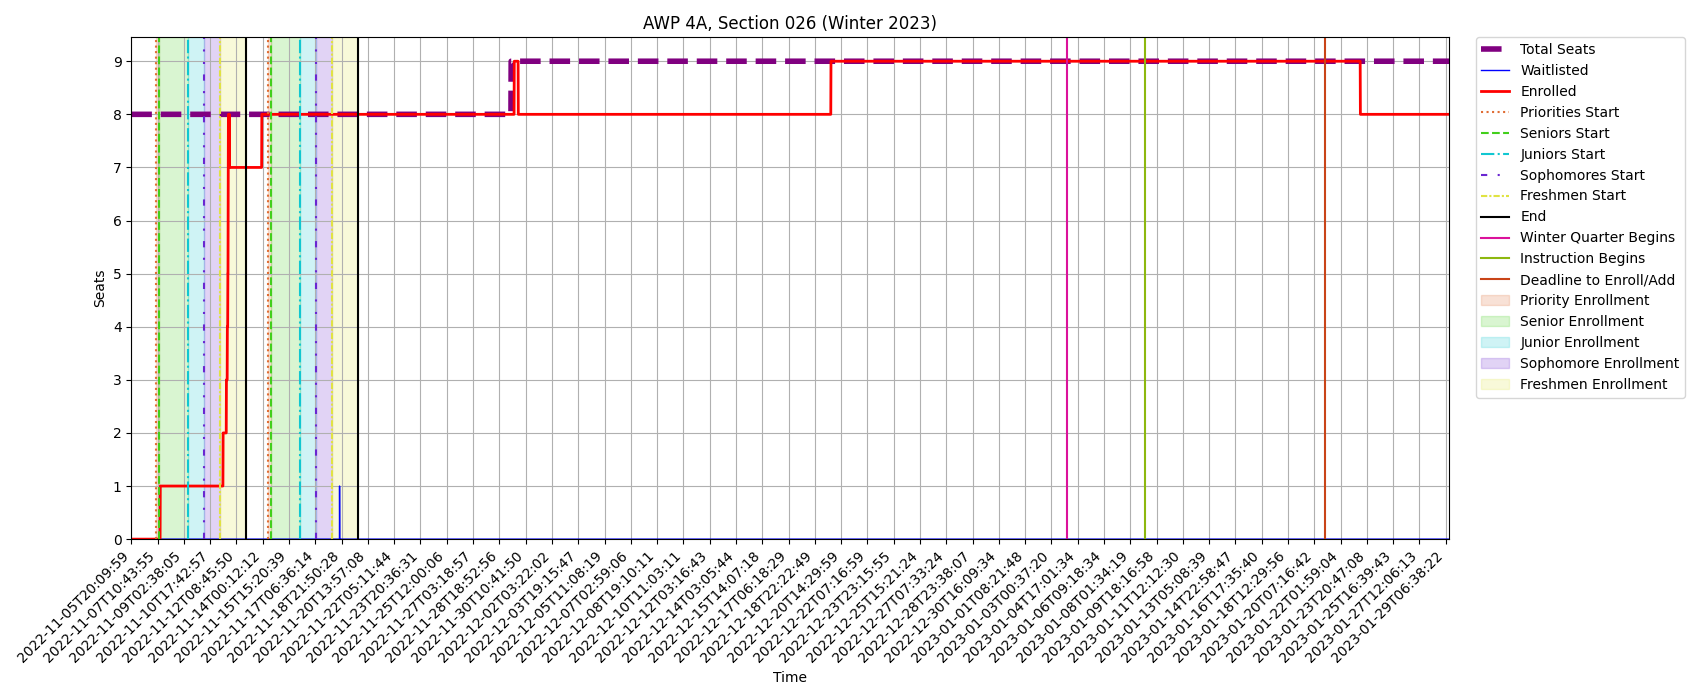 AWP 4A, Section 026 (Winter 2023)
Seats
9
8
7
6
5
4
3
2
1
0
2022-11-05T20:09:59
2022-11-07T10:43:55
2022-11-09T02:38:05
2022-11-10T17:42:57
2022-11-12T08:45:50
2022-11-14T00:12:12
2022-11-15T15:20:39
2022-11-17T06:36:14
2022-11-18T21:50:28
2022-11-20T13:57:08
2022-11-22T05:11:44
2022-11-23T20:36:31
2022-11-25T12:00:06
2022-11-27T03:18:57
2022-11-28T18:52:56
2022-11-30T10:41:50
2022-12-02T03:22:02
2022-12-03T19:15:47
2022-12-05T11:08:19
2022-12-07T02:59:06
2022-12-08T19:10:11
2022-12-10T11:03:11
2022-12-12T03:16:43
2022-12-14T03:05:44
2022-12-15T14:07:18
2022-12-17T06:18:29
2022-12-18T22:22:49
2022-12-20T14:29:59
2022-12-22T07:16:59
2022-12-23T23:15:55
2022-12-25T15:21:24
2022-12-27T07:33:24
2022-12-28T23:38:07
2022-12-30T16:09:34
2023-01-01T08:21:48
2023-01-03T00:37:20
2023-01-04T17:01:34
2023-01-06T09:18:34
2023-01-08T01:34:19
2023-01-09T18:16:58
2023-01-11T12:12:30
2023-01-13T05:08:39
2023-01-14T22:58:47
2023-01-16T17:35:40
2023-01-18T12:29:56
2023-01-20T07:16:42
2023-01-22T01:59:04
2023-01-23T20:47:08
2023-01-25T16:39:43
2023-01-27T12:06:13
2023-01-29T06:38:22
Time
Total Seats
Waitlisted
Enrolled
Priorities Start
Seniors Start
Juniors Start
Sophomores Start
Freshmen Start
End
Winter Quarter Begins
Instruction Begins
Deadline to Enroll/Add
Priority Enrollment
Senior Enrollment
Junior Enrollment
Sophomore Enrollment
Freshmen Enrollment